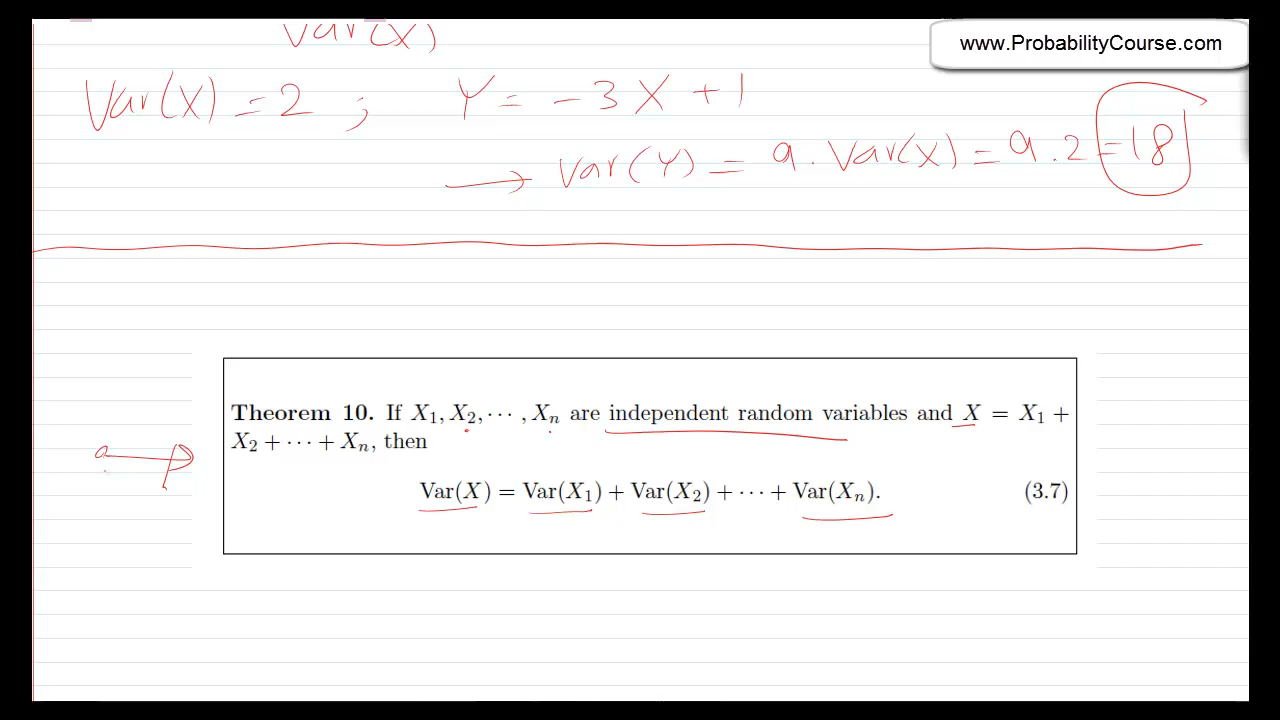 Var(X)
www.ProbabilityCourse.com
Var(X) = 2 ; Y = -3X + 1
→ Var(Y) = 9 . Var(X) = 9 . 2 = 18
Theorem 10. If X₁, X₂, ⋯ , Xₙ are independent random variables and X = X₁ +
X₂ + ⋯ + Xₙ, then
Var(X) = Var(X₁) + Var(X₂) + ⋯ + Var(Xₙ). (3.7)